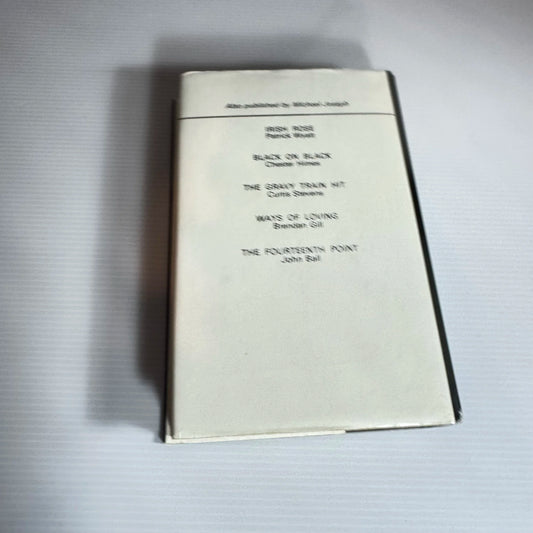 Also published by Michael Joseph
IRISH ROSE
Patrick Wyatt
BLACK ON BLACK
Chester Himes
THE GRAVY TRAIN HIT
Curtis Stevens
WAYS OF LOVING
Brendan Gill
THE FOURTEENTH POINT
John Ball